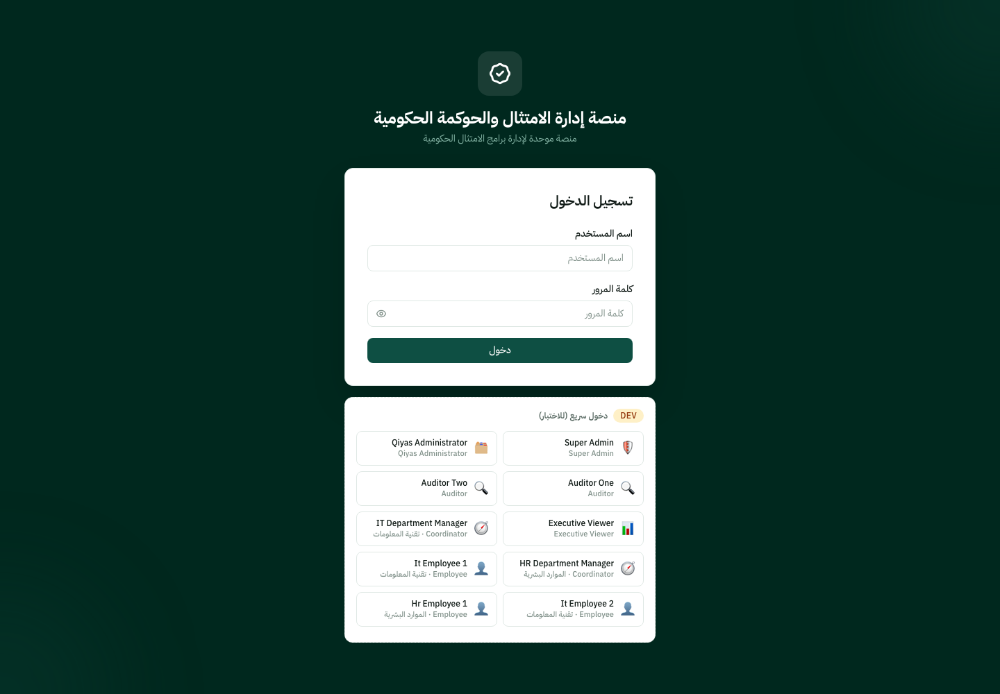 منصة إدارة الامتثال والحوكمة الحكومية
منصة موحدة لإدارة برامج الامتثال الحكومية
تسجيل الدخول
اسم المستخدم
اسم المستخدم
كلمة المرور
كلمة المرور
دخول
DEV دخول سريع (للاختبار)
Super Admin
Super Admin
Qiyas Administrator
Qiyas Administrator
Auditor One
Auditor
Auditor Two
Auditor
Executive Viewer
Executive Viewer
IT Department Manager
Coordinator · تقنية المعلومات
HR Department Manager
Coordinator · الموارد البشرية
It Employee 1
Employee · تقنية المعلومات
It Employee 2
Employee · تقنية المعلومات
Hr Employee 1
Employee · الموارد البشرية